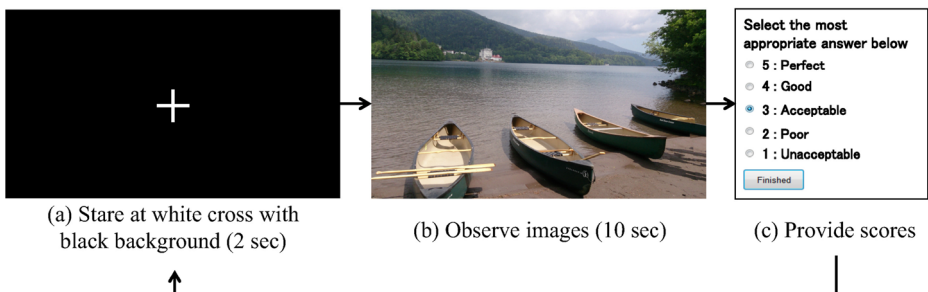 Select the most
appropriate answer below
5 : Perfect
4 : Good
3 : Acceptable
2 : Poor
1 : Unacceptable
Finished
(a) Stare at white cross with
black background (2 sec)
(b) Observe images (10 sec)
(c) Provide scores